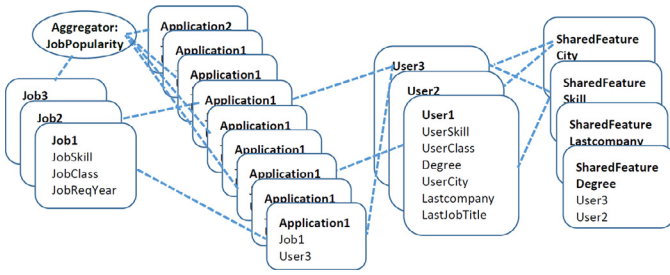 Aggregator:
JobPopularity
Job3
Job2
Job1
JobSkill
JobClass
JobReqYear
Application2
Application1
Application1
Application1
Application1
Application1
Application1
Application1
Application1
Job1
User3
User3
User2
User1
UserSkill
UserClass
Degree
UserCity
Lastcompany
LastJobTitle
SharedFeature
City
SharedFeature
Skill
SharedFeature
Lastcompany
SharedFeature
Degree
User3
User2